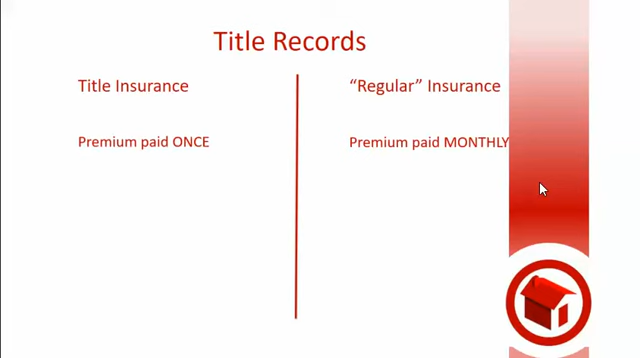 Title Records
Title Insurance
Premium paid ONCE
“Regular” Insurance
Premium paid MONTHLY